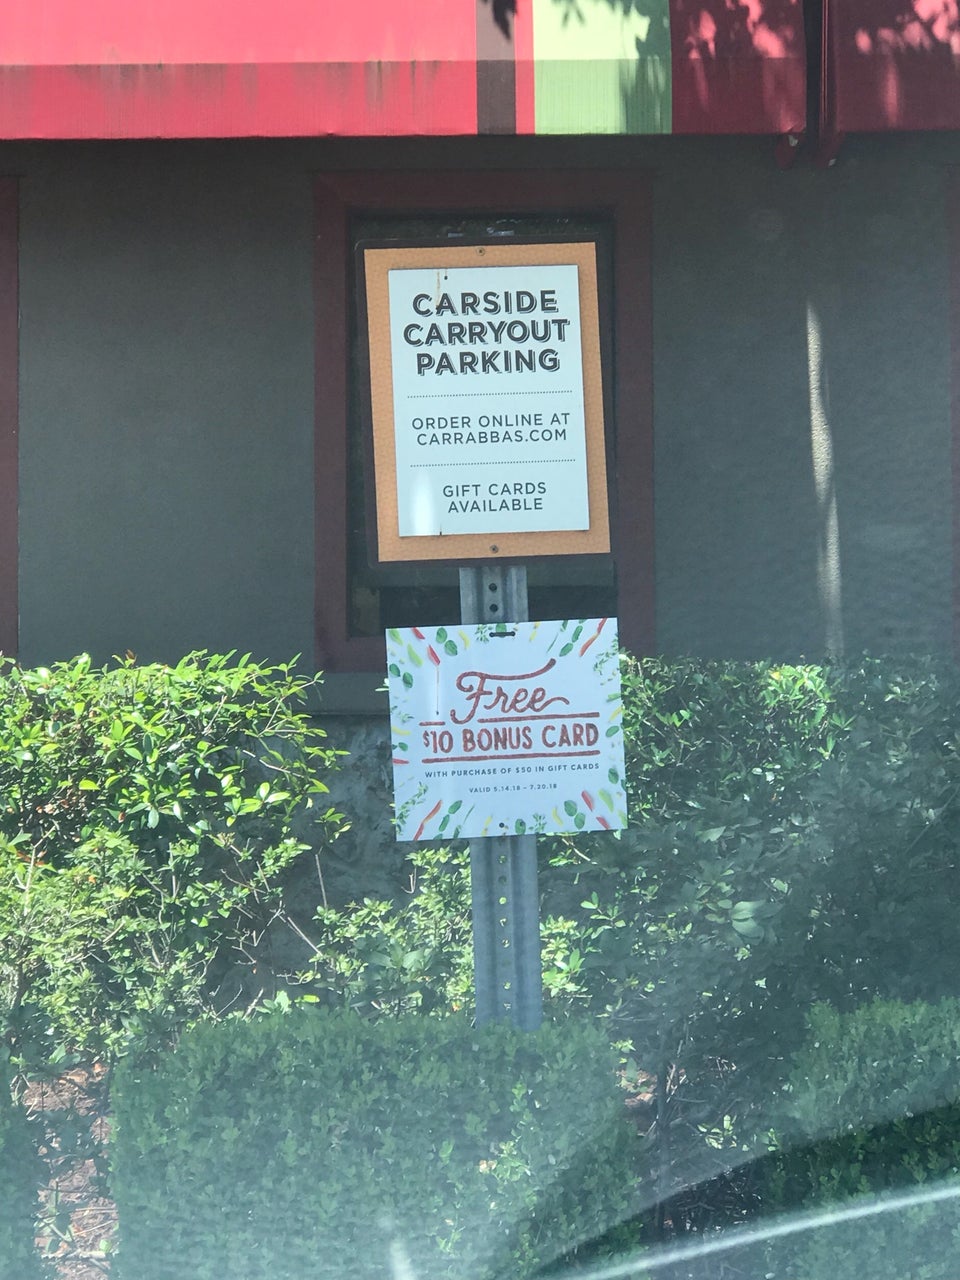 CARSIDE
CARRYOUT
PARKING
ORDER ONLINE AT
CARRABBAS.COM
GIFT CARDS
AVAILABLE
Free
$10 BONUS CARD
WITH PURCHASE OF $50 IN GIFT CARDS
VALID 5.14.18 – 7.20.18